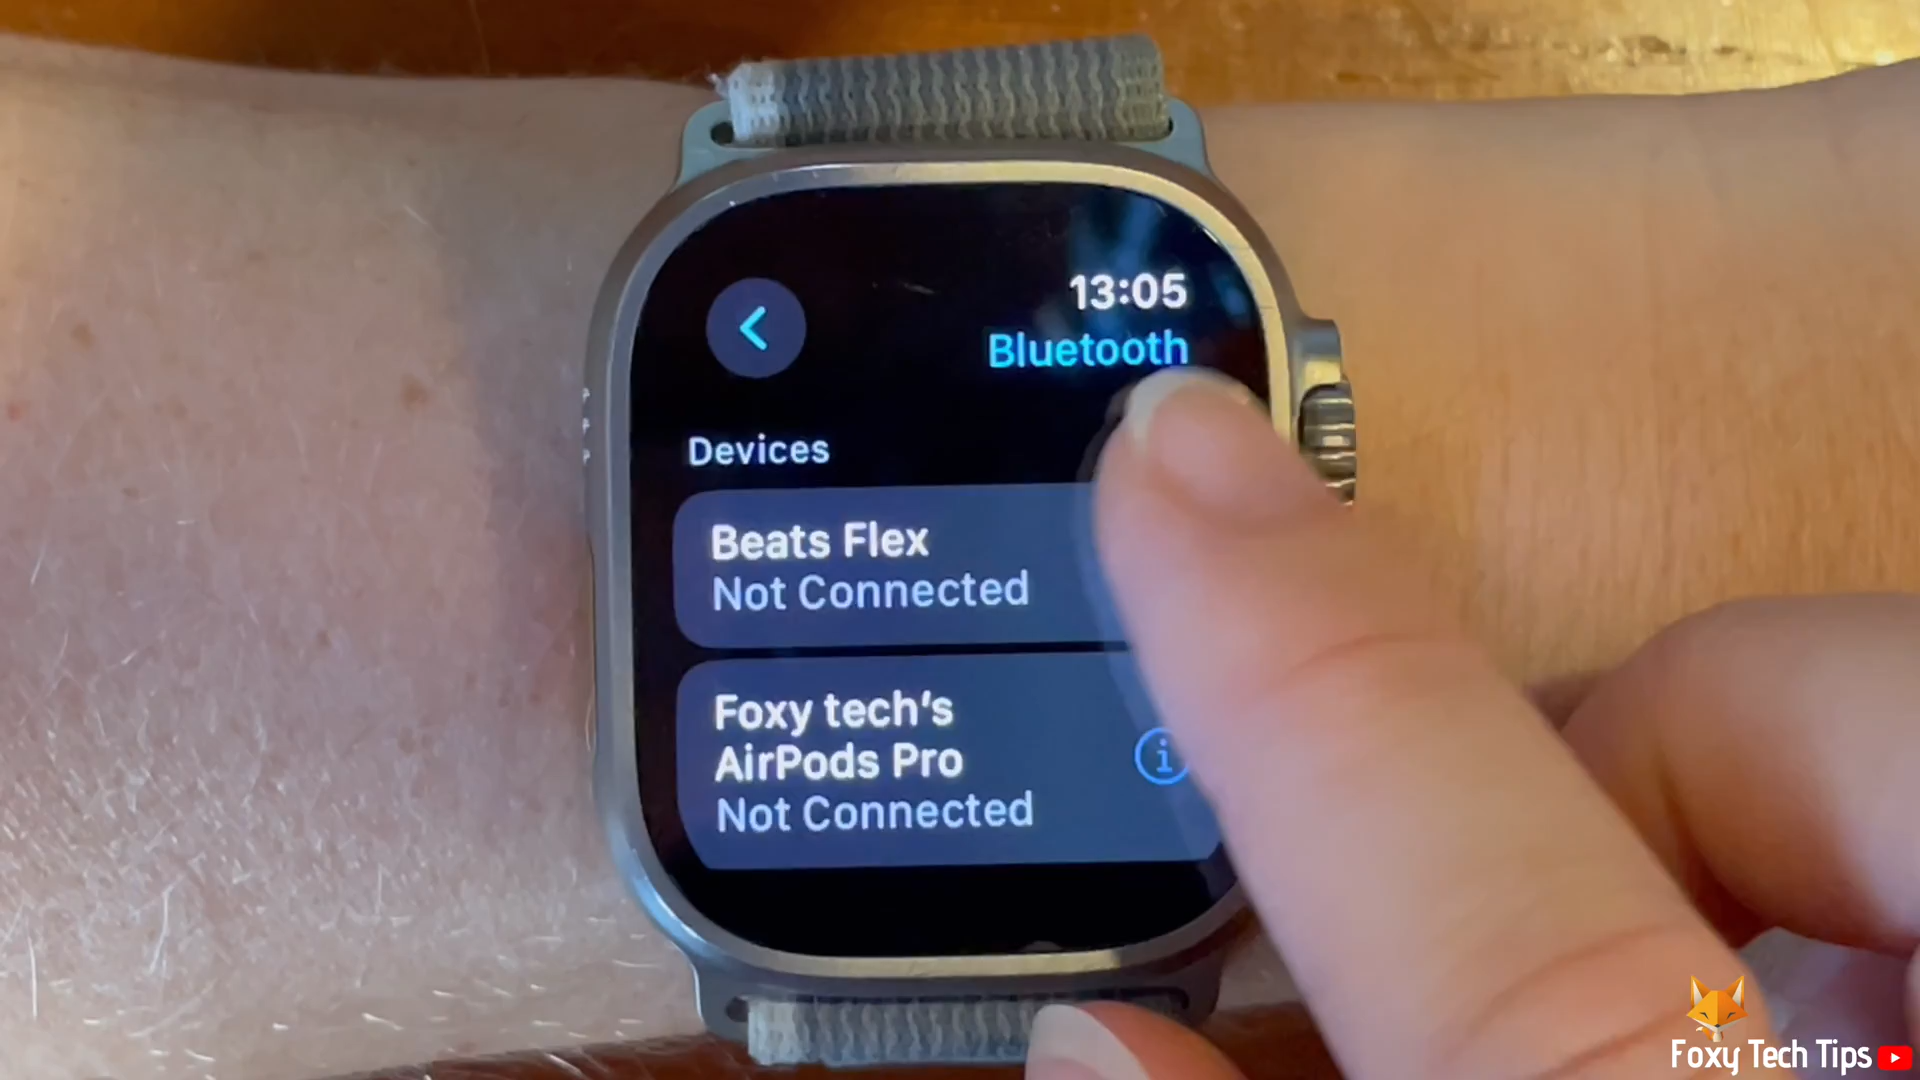 13:05
Bluetooth
Devices
Beats Flex
Not Connected
Foxy tech's
AirPods Pro
Not Connected
i
Foxy Tech Tips